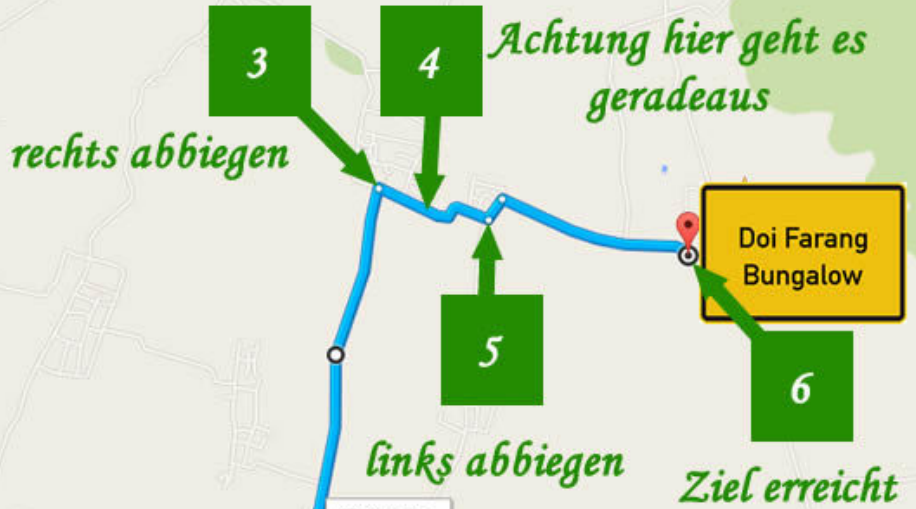 3
4
Achtung hier geht es
geradeaus
rechts abbiegen
Doi Farang
Bungalow
5
6
links abbiegen
Ziel erreicht